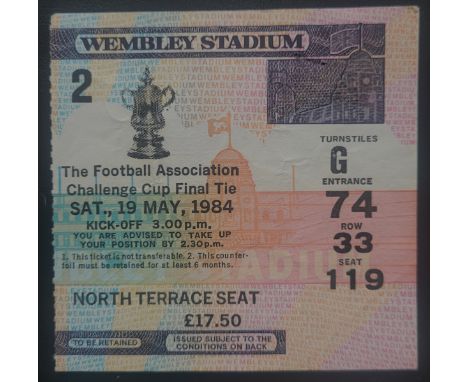 WEMBLEY STADIUM
2
The Football Association
Challenge Cup Final Tie
SAT., 19 MAY, 1984
KICK-OFF 3.00 p.m.
YOU ARE ADVISED TO TAKE UP
YOUR POSITION BY 2.30 p.m.
1. This ticket is not transferable. 2. This counter-
foil must be retained for at least 6 months.
TURNSTILES
G
ENTRANCE
74
ROW
33
SEAT
119
STADIUM
NORTH TERRACE SEAT
£17.50
TO BE RETAINED
ISSUED SUBJECT TO THE
CONDITIONS ON BACK